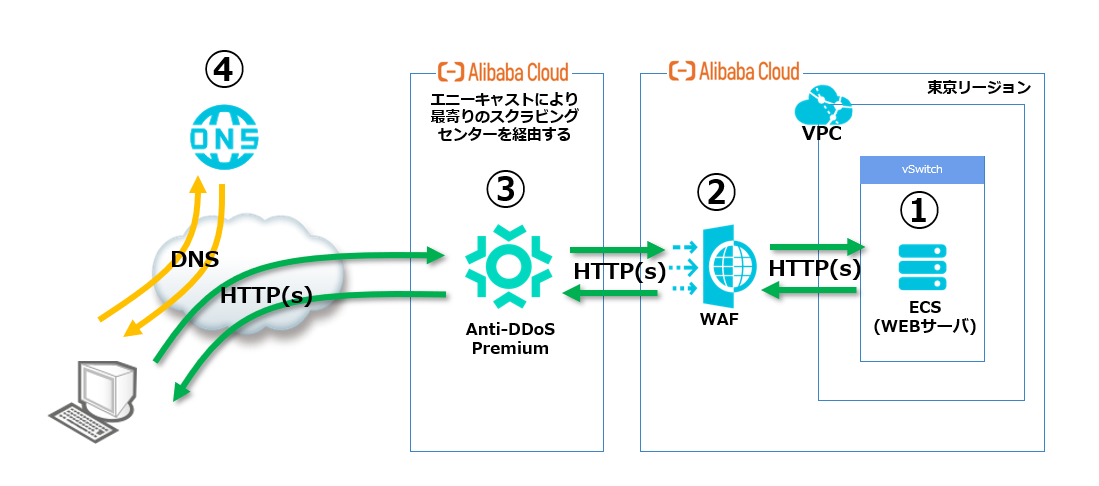 ④
DNS
DNS
HTTP(s)
Alibaba Cloud
エニーキャストにより
最寄りのスクラビング
センターを経由する
③
Anti-DDoS
Premium
HTTP(s)
Alibaba Cloud
東京リージョン
②
WAF
HTTP(s)
VPC
vSwitch
①
ECS
(WEBサーバ)